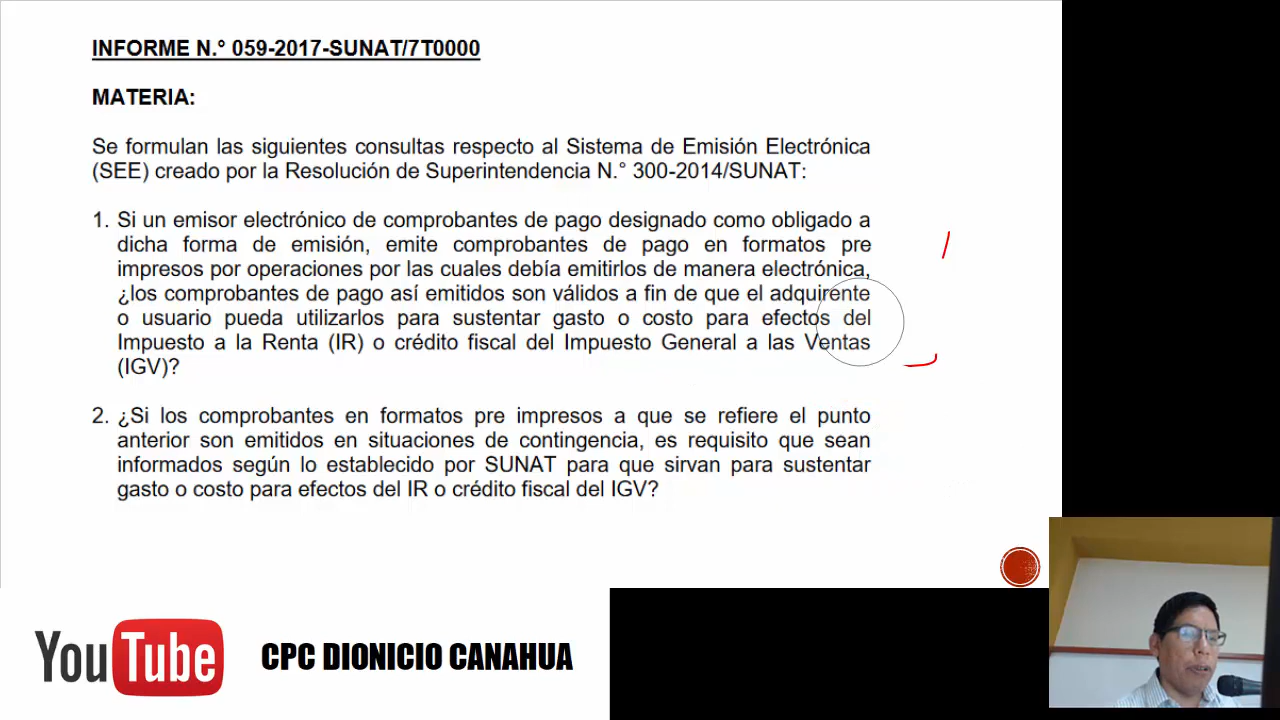 INFORME N.° 059-2017-SUNAT/7T0000
MATERIA:
Se formulan las siguientes consultas respecto al Sistema de Emisión Electrónica
(SEE) creado por la Resolución de Superintendencia N.° 300-2014/SUNAT:
1. Si un emisor electrónico de comprobantes de pago designado como obligado a
dicha forma de emisión, emite comprobantes de pago en formatos pre
impresos por operaciones por las cuales debía emitirlos de manera electrónica,
¿los comprobantes de pago así emitidos son válidos a fin de que el adquirente
o usuario pueda utilizarlos para sustentar gasto o costo para efectos del
Impuesto a la Renta (IR) o crédito fiscal del Impuesto General a las Ventas
(IGV)?
2. ¿Si los comprobantes en formatos pre impresos a que se refiere el punto
anterior son emitidos en situaciones de contingencia, es requisito que sean
informados según lo establecido por SUNAT para que sirvan para sustentar
gasto o costo para efectos del IR o crédito fiscal del IGV?
YouTube
CPC DIONICIO CANAHUA